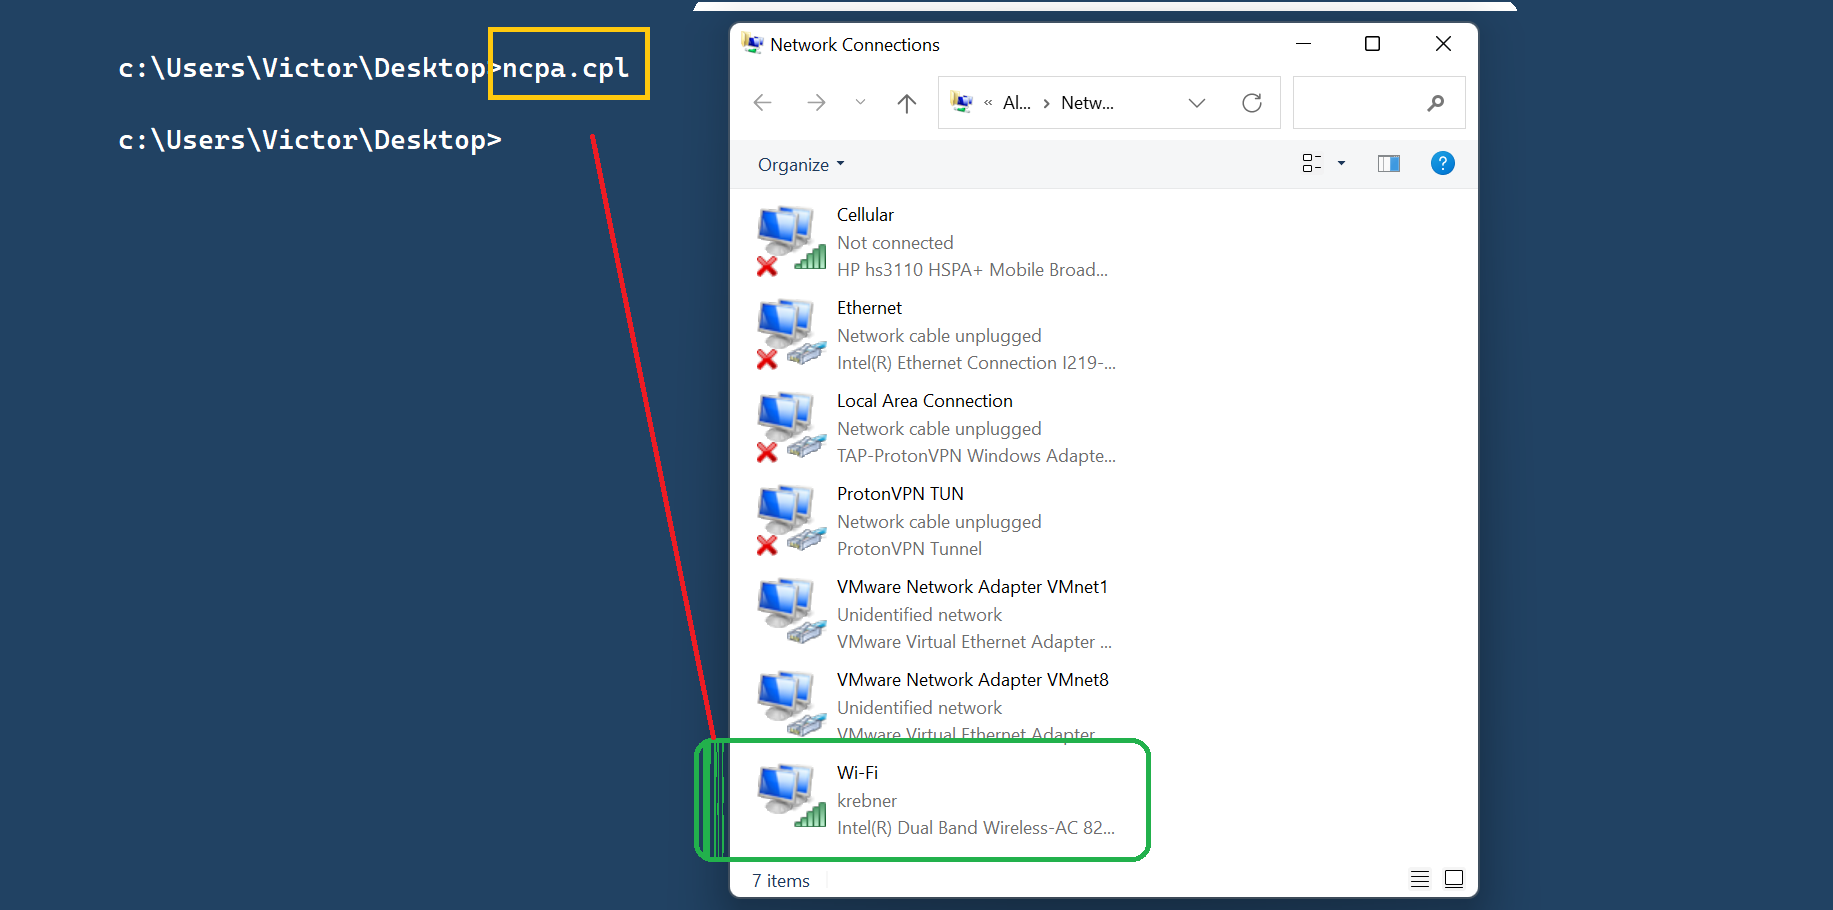 c:\Users\Victor\Desktop>ncpa.cpl
c:\Users\Victor\Desktop>
Network Connections
« Al... > Netw...
Organize
?
Cellular
Not connected
HP hs3110 HSPA+ Mobile Broad...
Ethernet
Network cable unplugged
Intel(R) Ethernet Connection I219-...
Local Area Connection
Network cable unplugged
TAP-ProtonVPN Windows Adapte...
ProtonVPN TUN
Network cable unplugged
ProtonVPN Tunnel
VMware Network Adapter VMnet1
Unidentified network
VMware Virtual Ethernet Adapter ...
VMware Network Adapter VMnet8
Unidentified network
VMware Virtual Ethernet Adapter
Wi-Fi
krebner
Intel(R) Dual Band Wireless-AC 82...
7 items